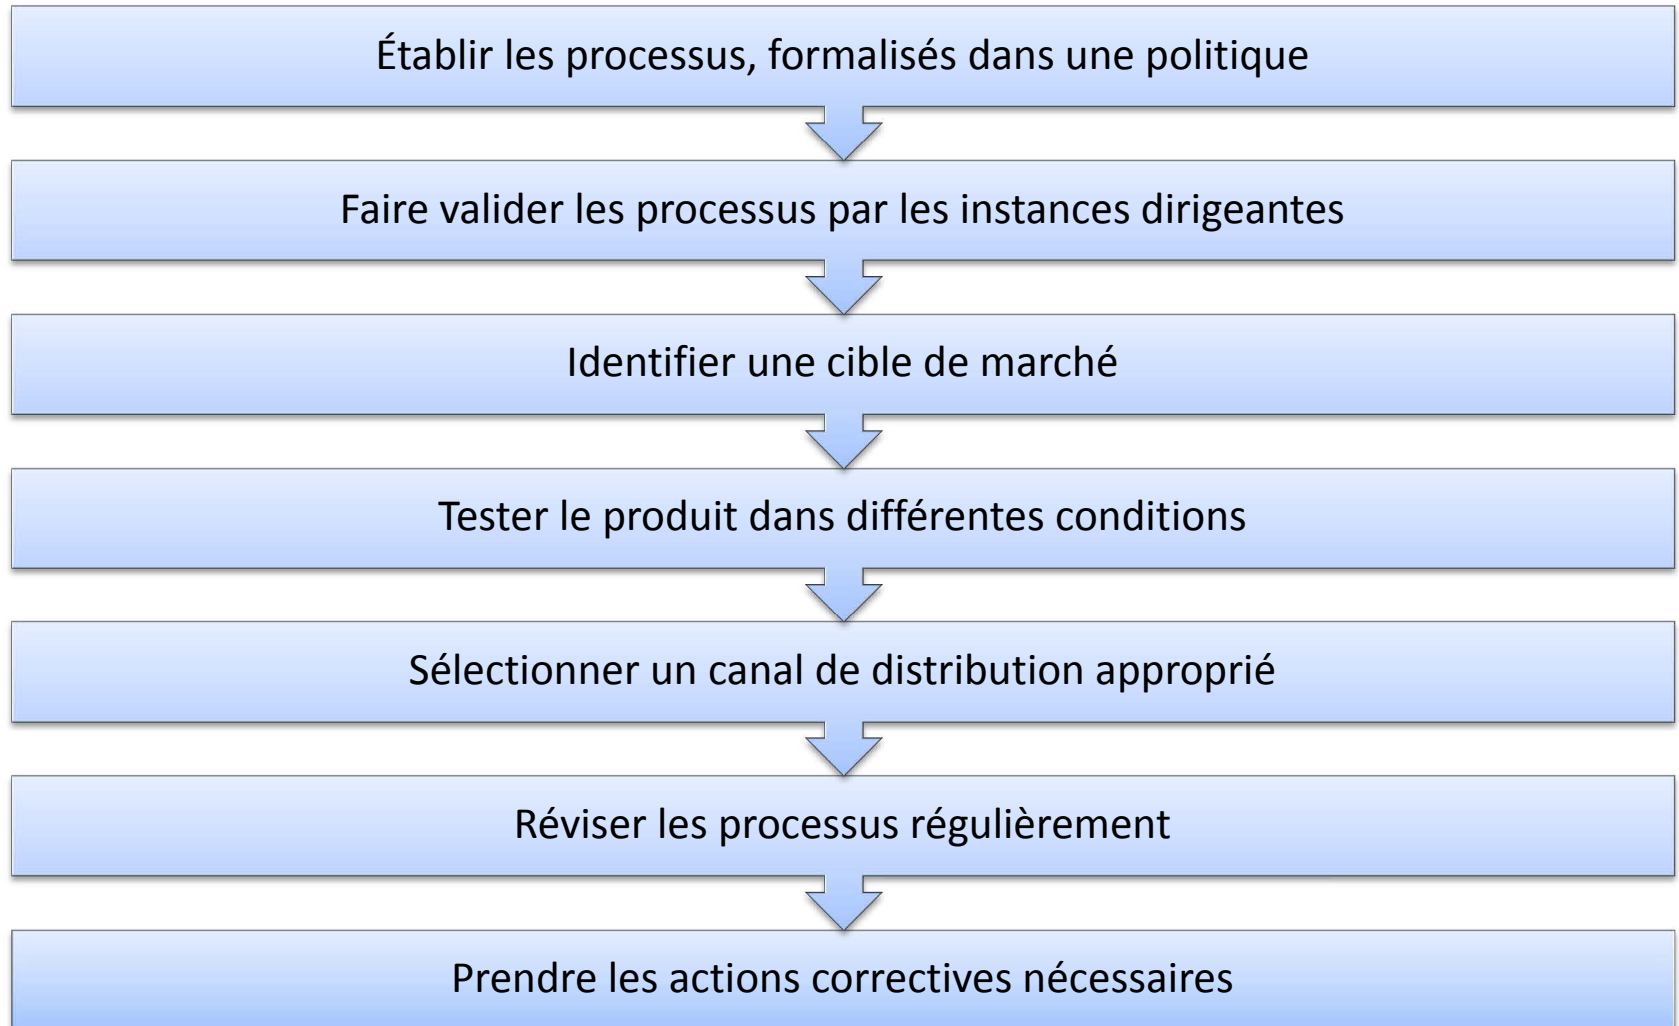 Établir les processus, formalisés dans une politique
Faire valider les processus par les instances dirigeantes
Identifier une cible de marché
Tester le produit dans différentes conditions
Sélectionner un canal de distribution approprié
Réviser les processus régulièrement
Prendre les actions correctives nécessaires